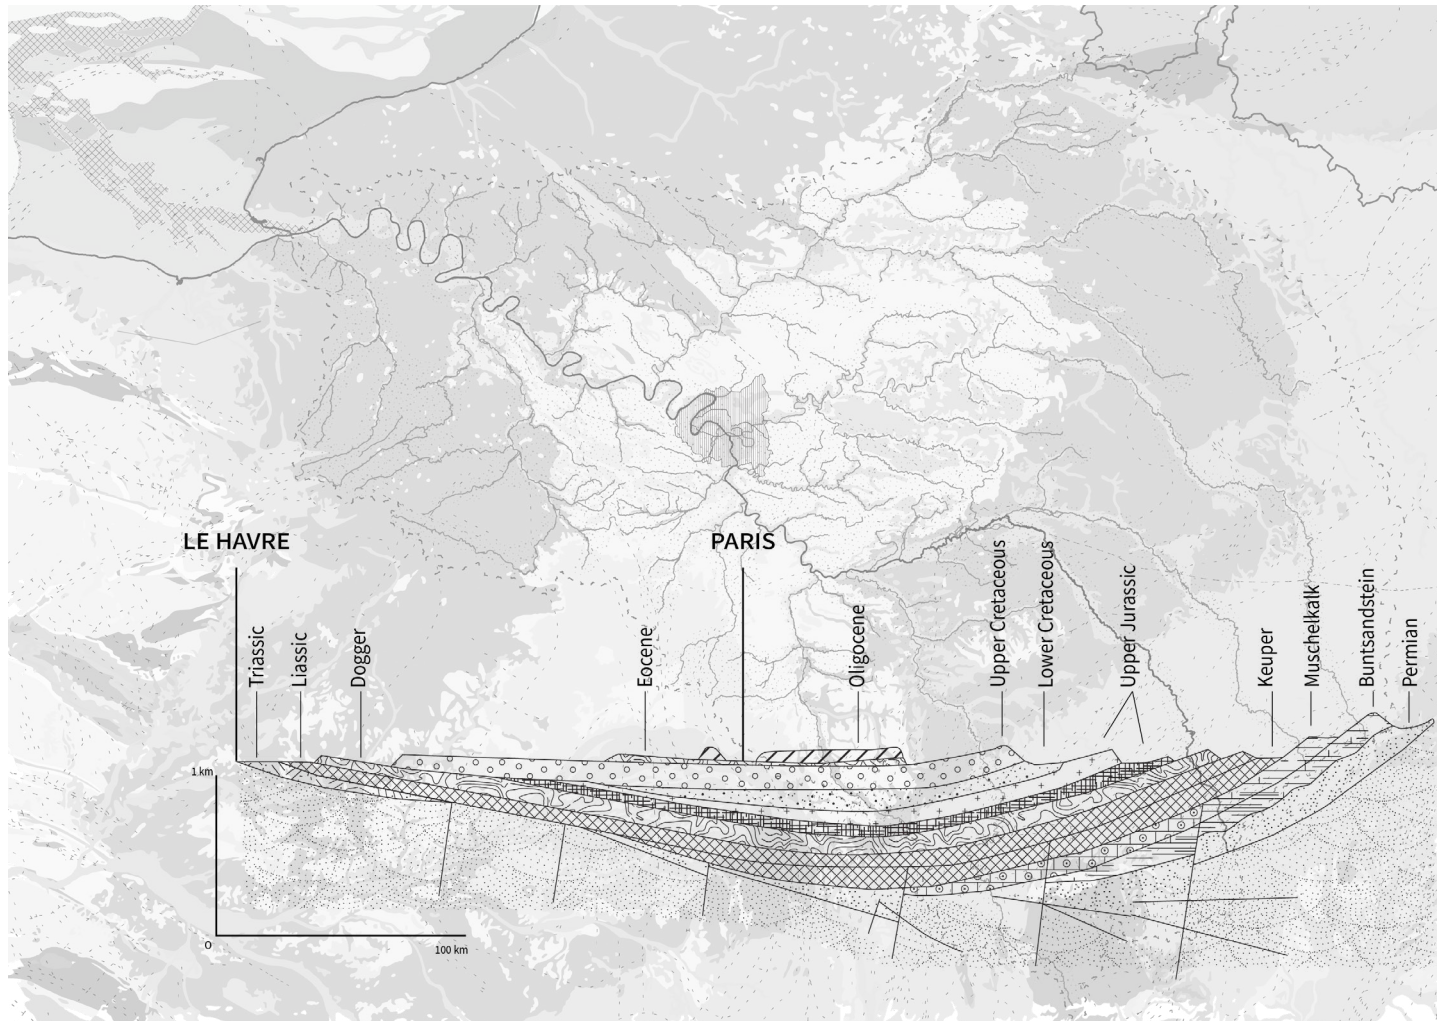 LE HAVRE
PARIS
Triassic
Liassic
Dogger
Eocene
Oligocene
Upper Cretaceous
Lower Cretaceous
Upper Jurassic
Keuper
Muschelkalk
Buntsandstein
Permian
1 km
0
100 km